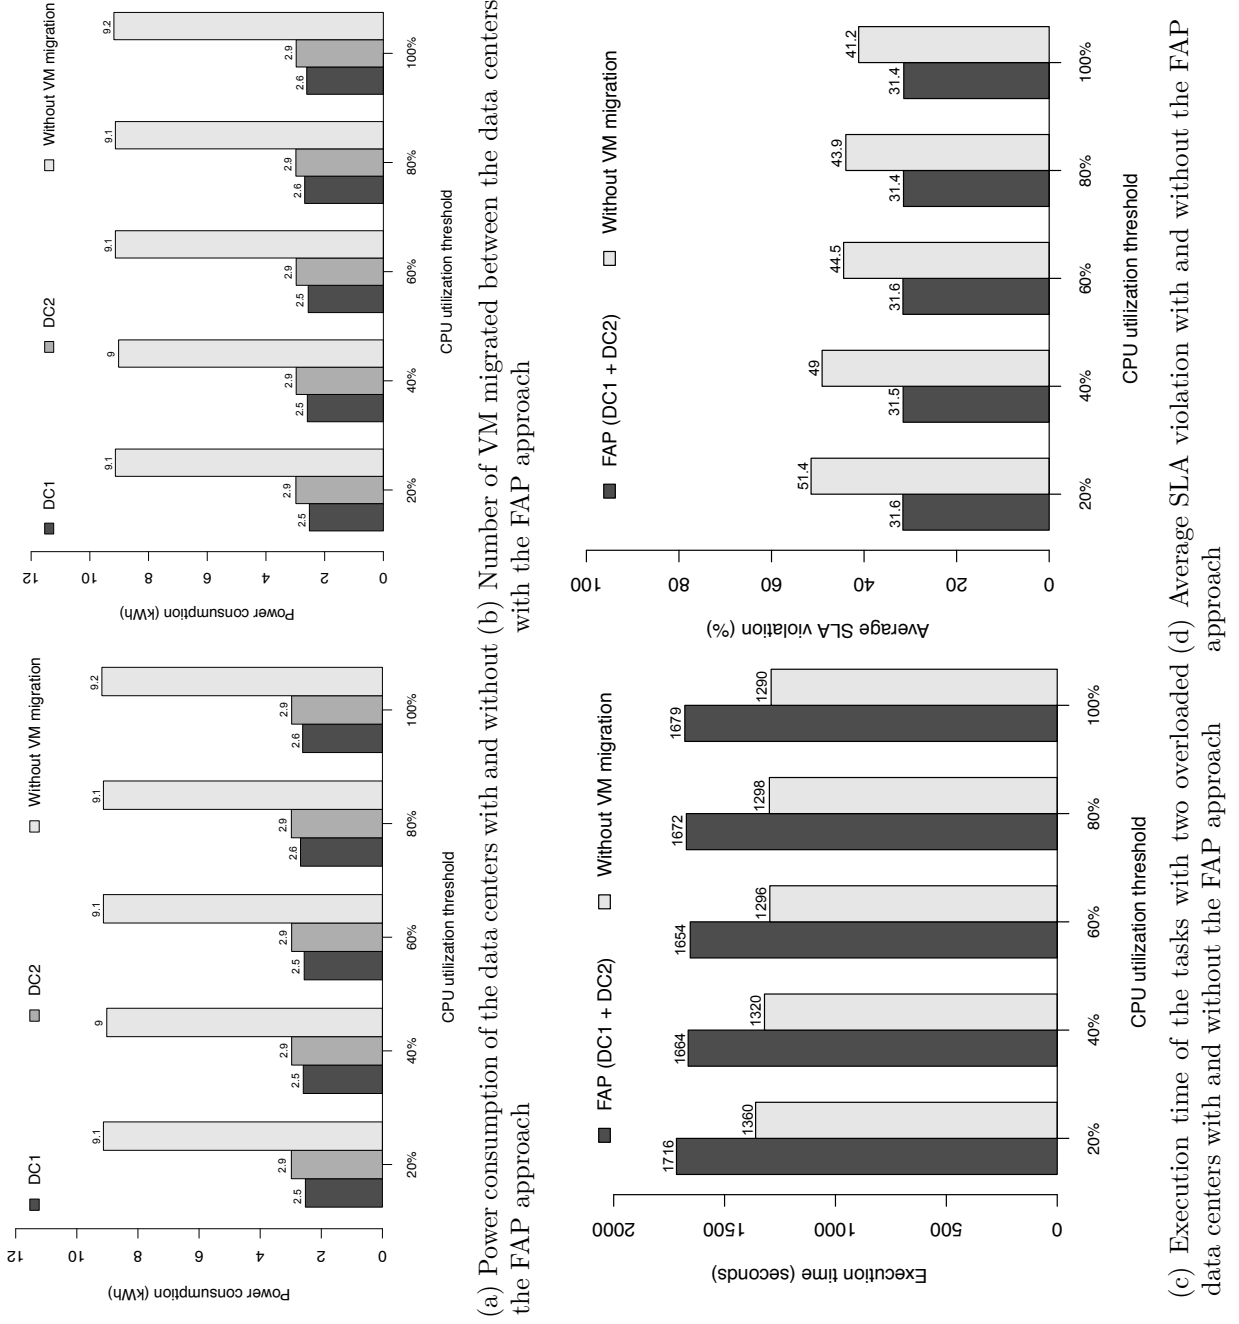 DC1 DC2 Without VM migration
Power consumption (kWh)
0 2 4 6 8 10 12
2.5 2.9 9.1
2.5 2.9 9
2.5 2.9 9.1
2.6 2.9 9.1
2.6 2.9 9.2
20% 40% 60% 80% 100%
CPU utilization threshold
(a) Power consumption of the data centers with and without
the FAP approach
DC1 DC2 Without VM migration
Power consumption (kWh)
0 2 4 6 8 10 12
2.5 2.9 9.1
2.5 2.9 9
2.5 2.9 9.1
2.6 2.9 9.1
2.6 2.9 9.2
20% 40% 60% 80% 100%
CPU utilization threshold
(b) Number of VM migrated between the data centers
with the FAP approach
FAP (DC1 + DC2) Without VM migration
Execution time (seconds)
0 500 1000 1500 2000
1716 1360
1664 1320
1654 1296
1672 1298
1679 1290
20% 40% 60% 80% 100%
CPU utilization threshold
(c) Execution time of the tasks with two overloaded
data centers with and without the FAP approach
FAP (DC1 + DC2) Without VM migration
Average SLA violation (%)
0 20 40 60 80 100
31.6 51.4
31.5 49
31.6 44.5
31.4 43.9
31.4 41.2
20% 40% 60% 80% 100%
CPU utilization threshold
(d) Average SLA violation with and without the FAP
approach